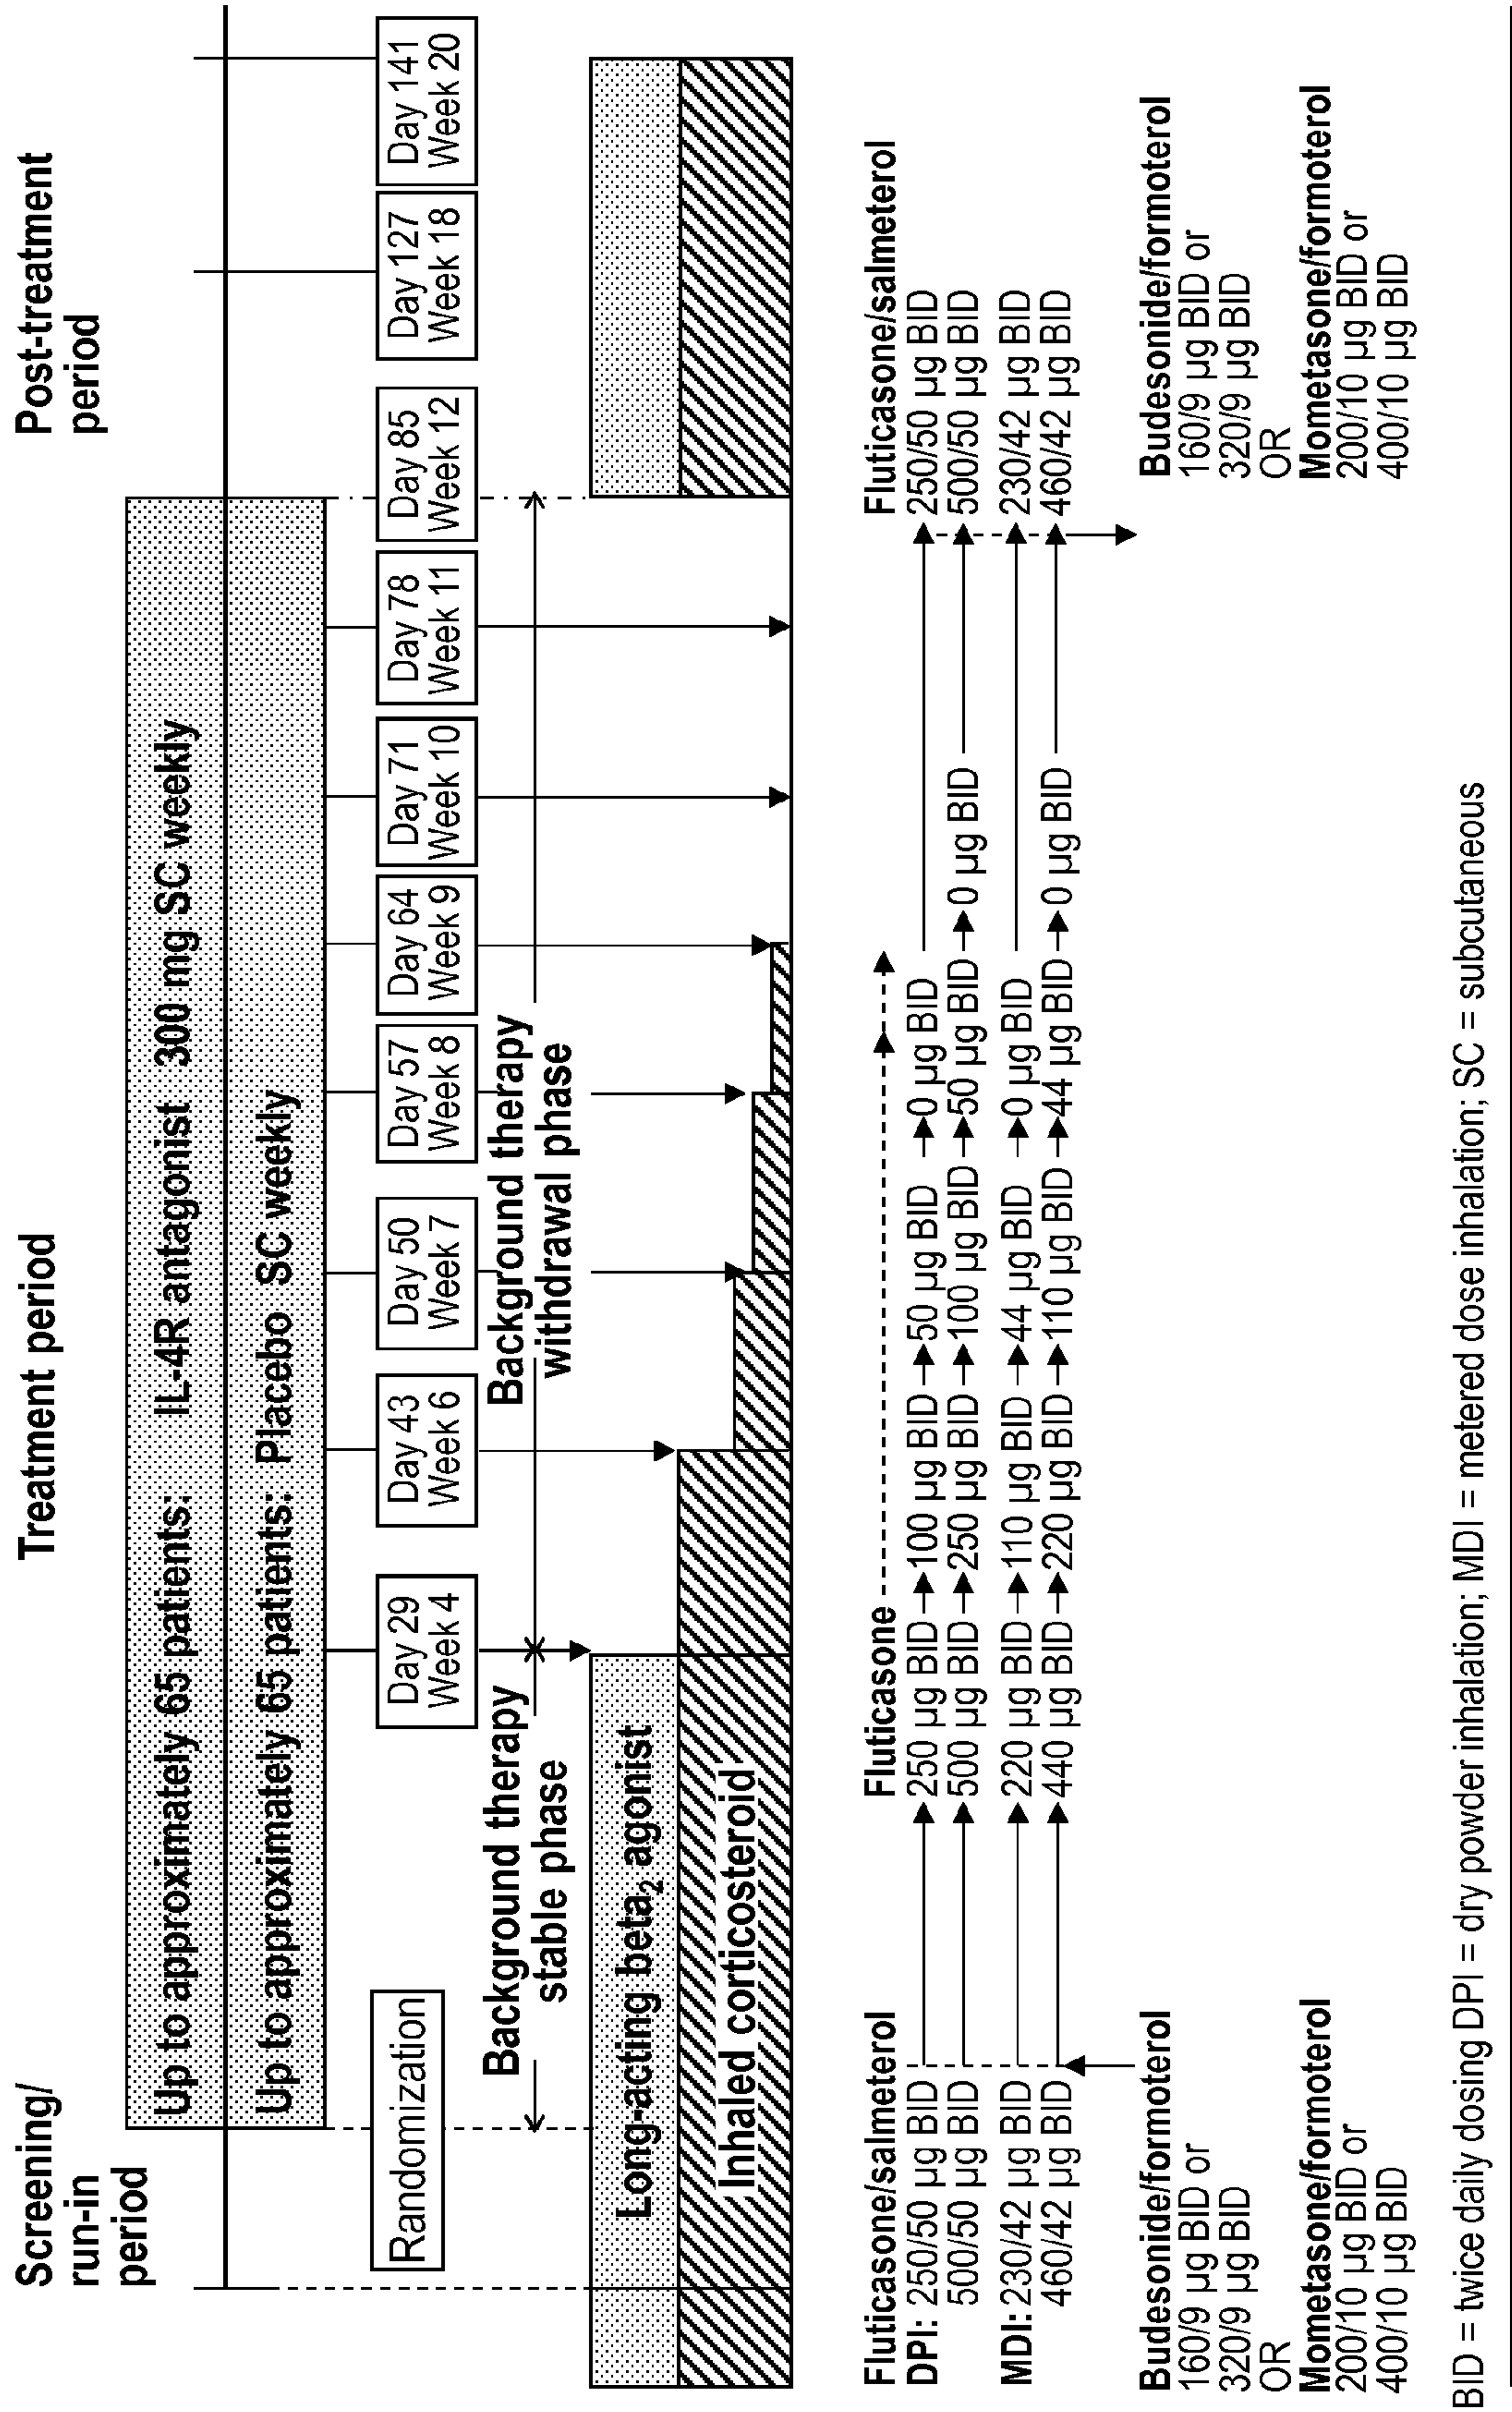 Screening/
run-in
period
Treatment period
Post-treatment
period
Up to approximately 65 patients: IL-4R antagonist 300 mg SC weekly
Up to approximately 65 patients: Placebo SC weekly
Randomization
Day 29
Week 4
Day 43
Week 6
Day 50
Week 7
Day 57
Week 8
Day 64
Week 9
Day 71
Week 10
Day 78
Week 11
Day 85
Week 12
Day 127
Week 18
Day 141
Week 20
Background therapy
stable phase
Background therapy
withdrawal phase
Long-acting beta₂ agonist
Inhaled corticosteroid
Fluticasone/salmeterol
DPI: 250/50 µg BID
500/50 µg BID
MDI: 230/42 µg BID
460/42 µg BID
Fluticasone
250 µg BID 100 µg BID 50 µg BID 0 µg BID
500 µg BID 250 µg BID 100 µg BID 50 µg BID 0 µg BID
220 µg BID 110 µg BID 44 µg BID 0 µg BID
440 µg BID 220 µg BID 110 µg BID 44 µg BID 0 µg BID
Fluticasone/salmeterol
250/50 µg BID
500/50 µg BID
230/42 µg BID
460/42 µg BID
Budesonide/formoterol
160/9 µg BID or
320/9 µg BID
OR
Mometasone/formoterol
200/10 µg BID or
400/10 µg BID
Budesonide/formoterol
160/9 µg BID or
320/9 µg BID
OR
Mometasone/formoterol
200/10 µg BID or
400/10 µg BID
BID = twice daily dosing DPI = dry powder inhalation; MDI = metered dose inhalation; SC = subcutaneous